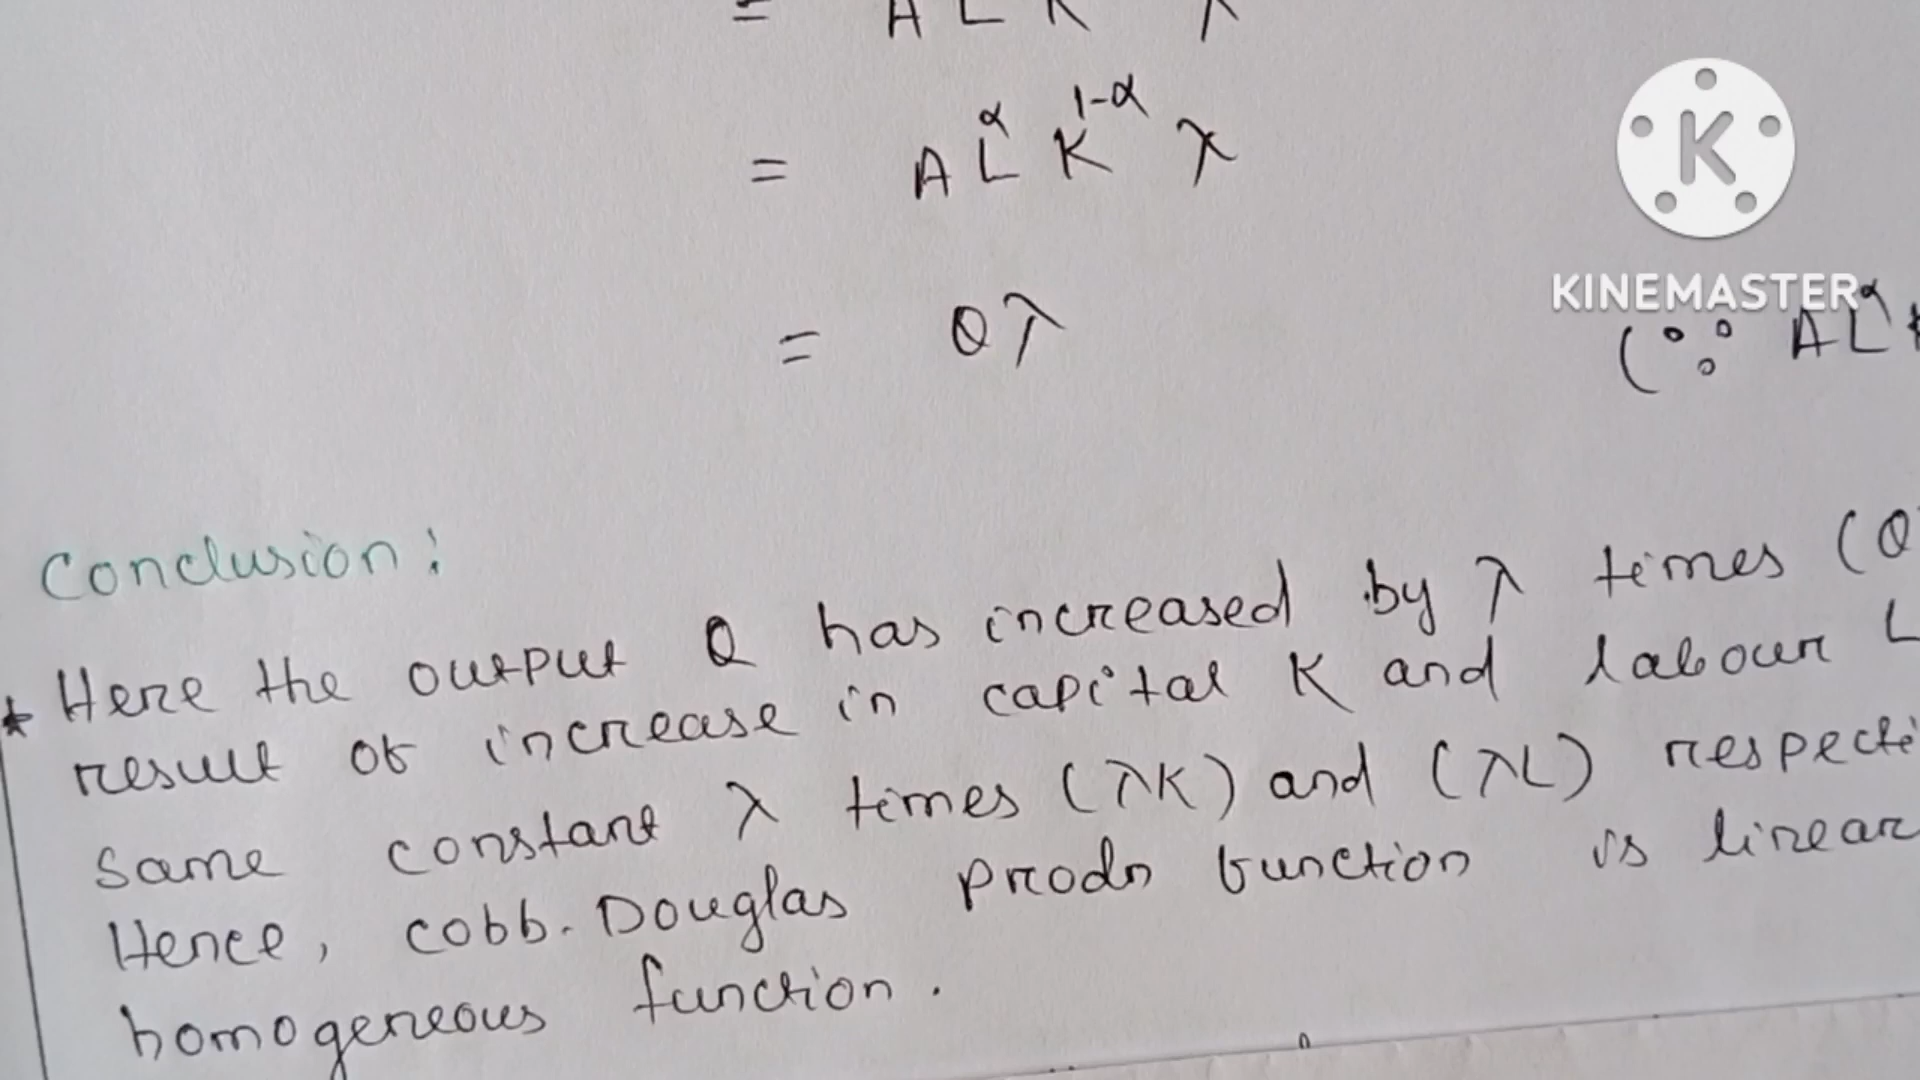 = A L K λ
= A L^α K^{1-α} λ
KINEMASTER
= Qλ (∵ AL^α
Conclusion:
* Here the output Q has increased by λ times (Q
result of increase in capital K and labour L
same constant λ times (λK) and (λL) respecti
Hence, cobb. Douglas prodn function is linear
homogeneous function.